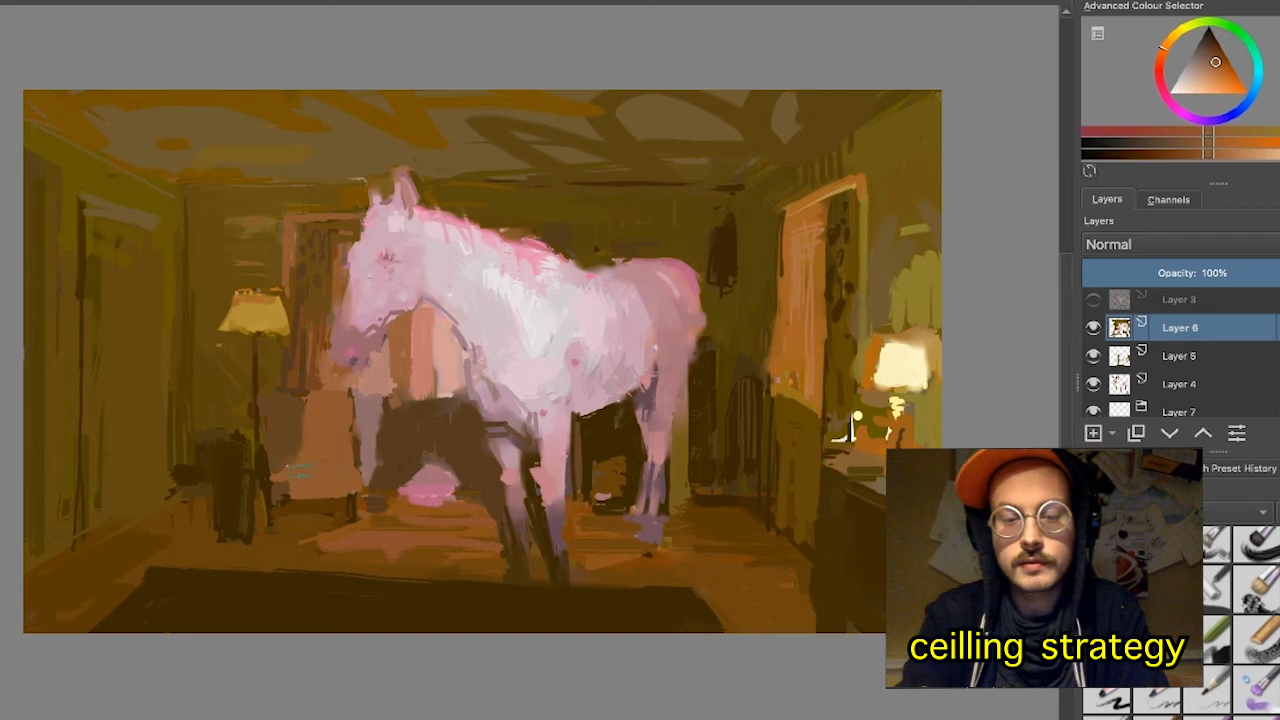 Advanced Colour Selector
Layers
Channels
Layers
Normal
Opacity: 100%
Layer 3
Layer 6
Layer 5
Layer 4
Layer 7
h Preset History
ceilling strategy